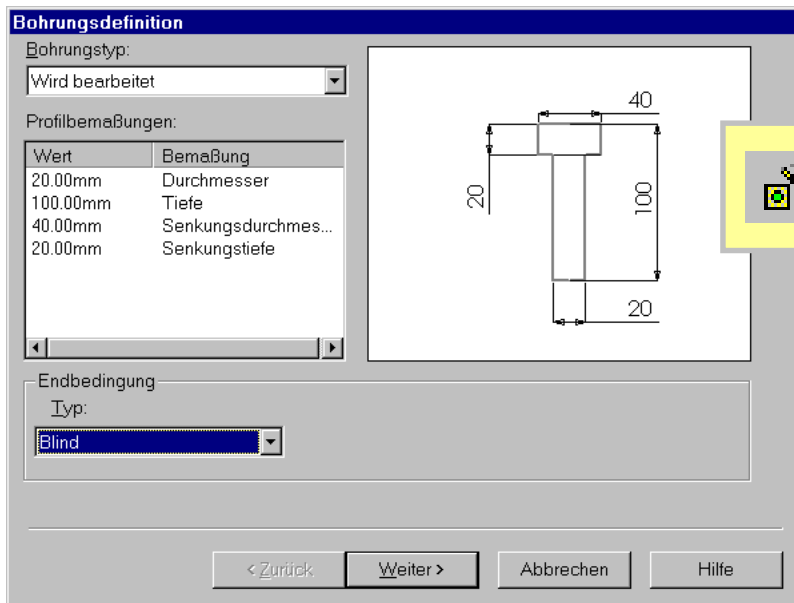 Bohrungsdefinition
Bohrungstyp:
Wird bearbeitet
Profilbemaßungen:
Wert Bemaßung
20.00mm Durchmesser
100.00mm Tiefe
40.00mm Senkungsdurchmes...
20.00mm Senkungstiefe
40
20
100
20
Endbedingung
Typ:
Blind
< Zurück
Weiter >
Abbrechen
Hilfe